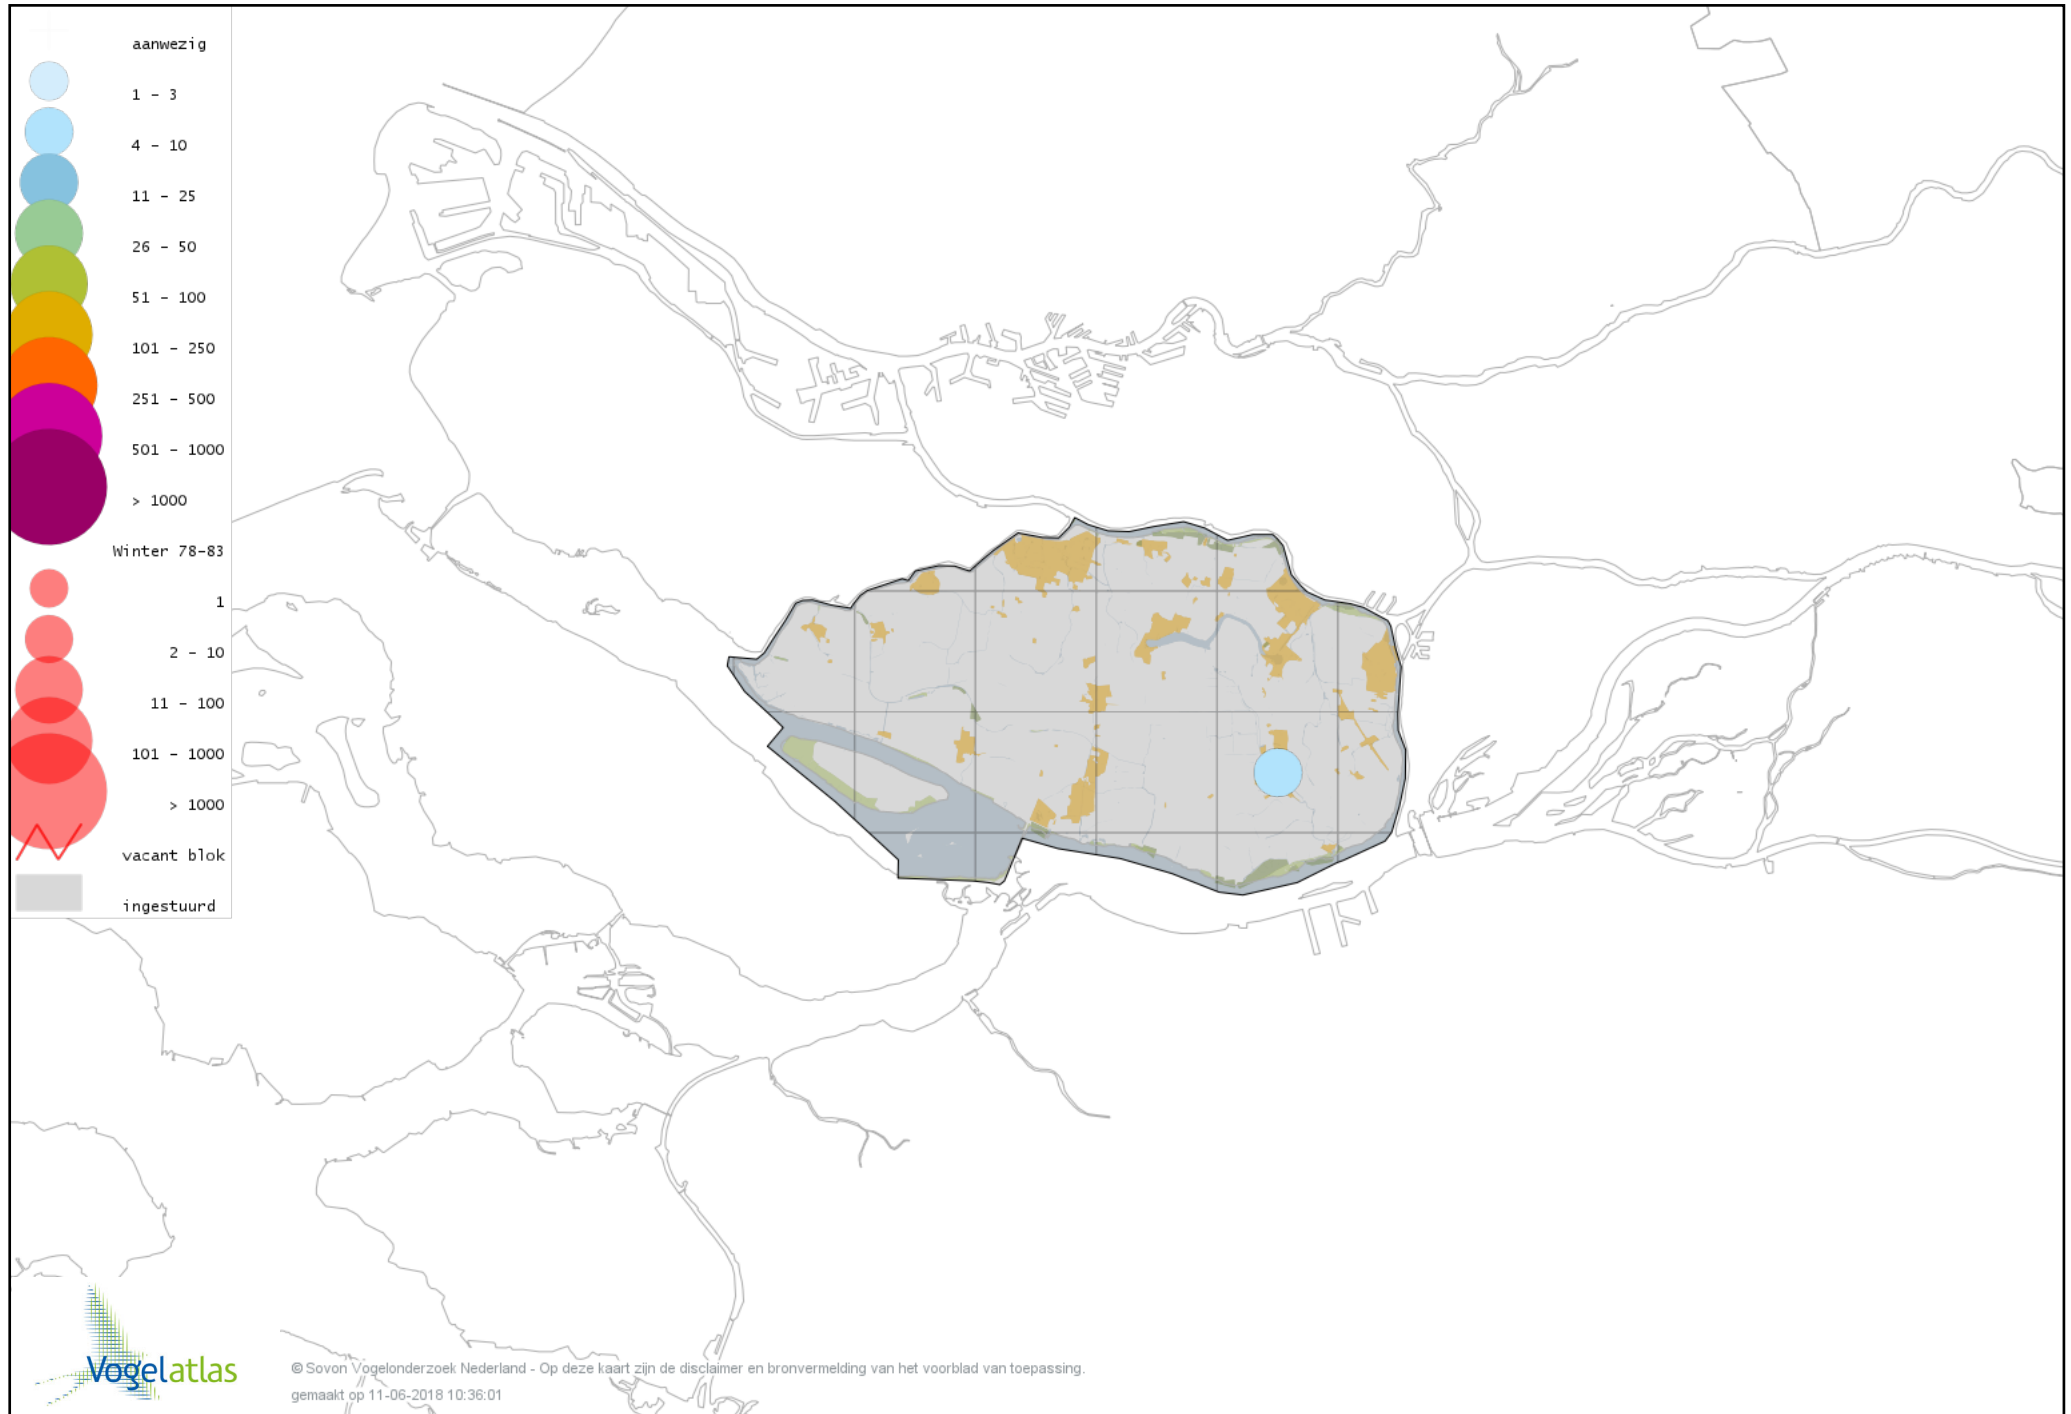 aanwezig
1 - 3
4 - 10
11 - 25
26 - 50
51 - 100
101 - 250
251 - 500
501 - 1000
> 1000
Winter 78-83
1
2 - 10
11 - 100
101 - 1000
> 1000
vacant blok
ingestuurd
Vogelatlas
© Sovon Vogelonderzoek Nederland - Op deze kaart zijn de disclaimer en bronvermelding van het voorblad van toepassing.
gemaakt op 11-06-2018 10:36:01